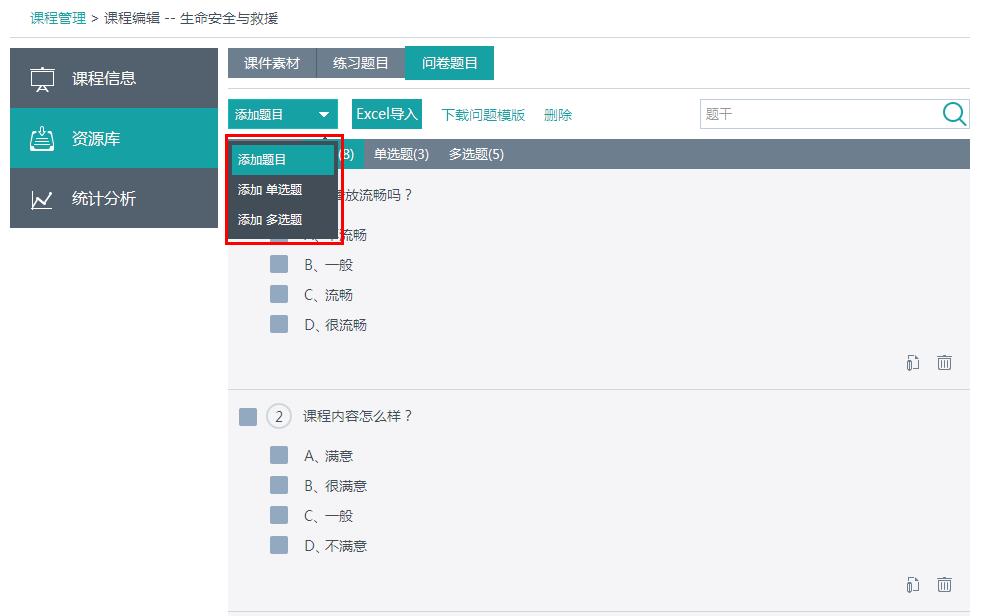 课程管理 > 课程编辑 -- 生命安全与救援
课程信息
资源库
统计分析
课件素材 练习题目 问卷题目
添加题目 Excel导入 下载问题模版 删除 题干
(8) 单选题(3) 多选题(5)
添加题目
添加 单选题
添加 多选题
放流畅吗？
流畅
B、一般
C、流畅
D、很流畅
2 课程内容怎么样？
A、满意
B、很满意
C、一般
D、不满意